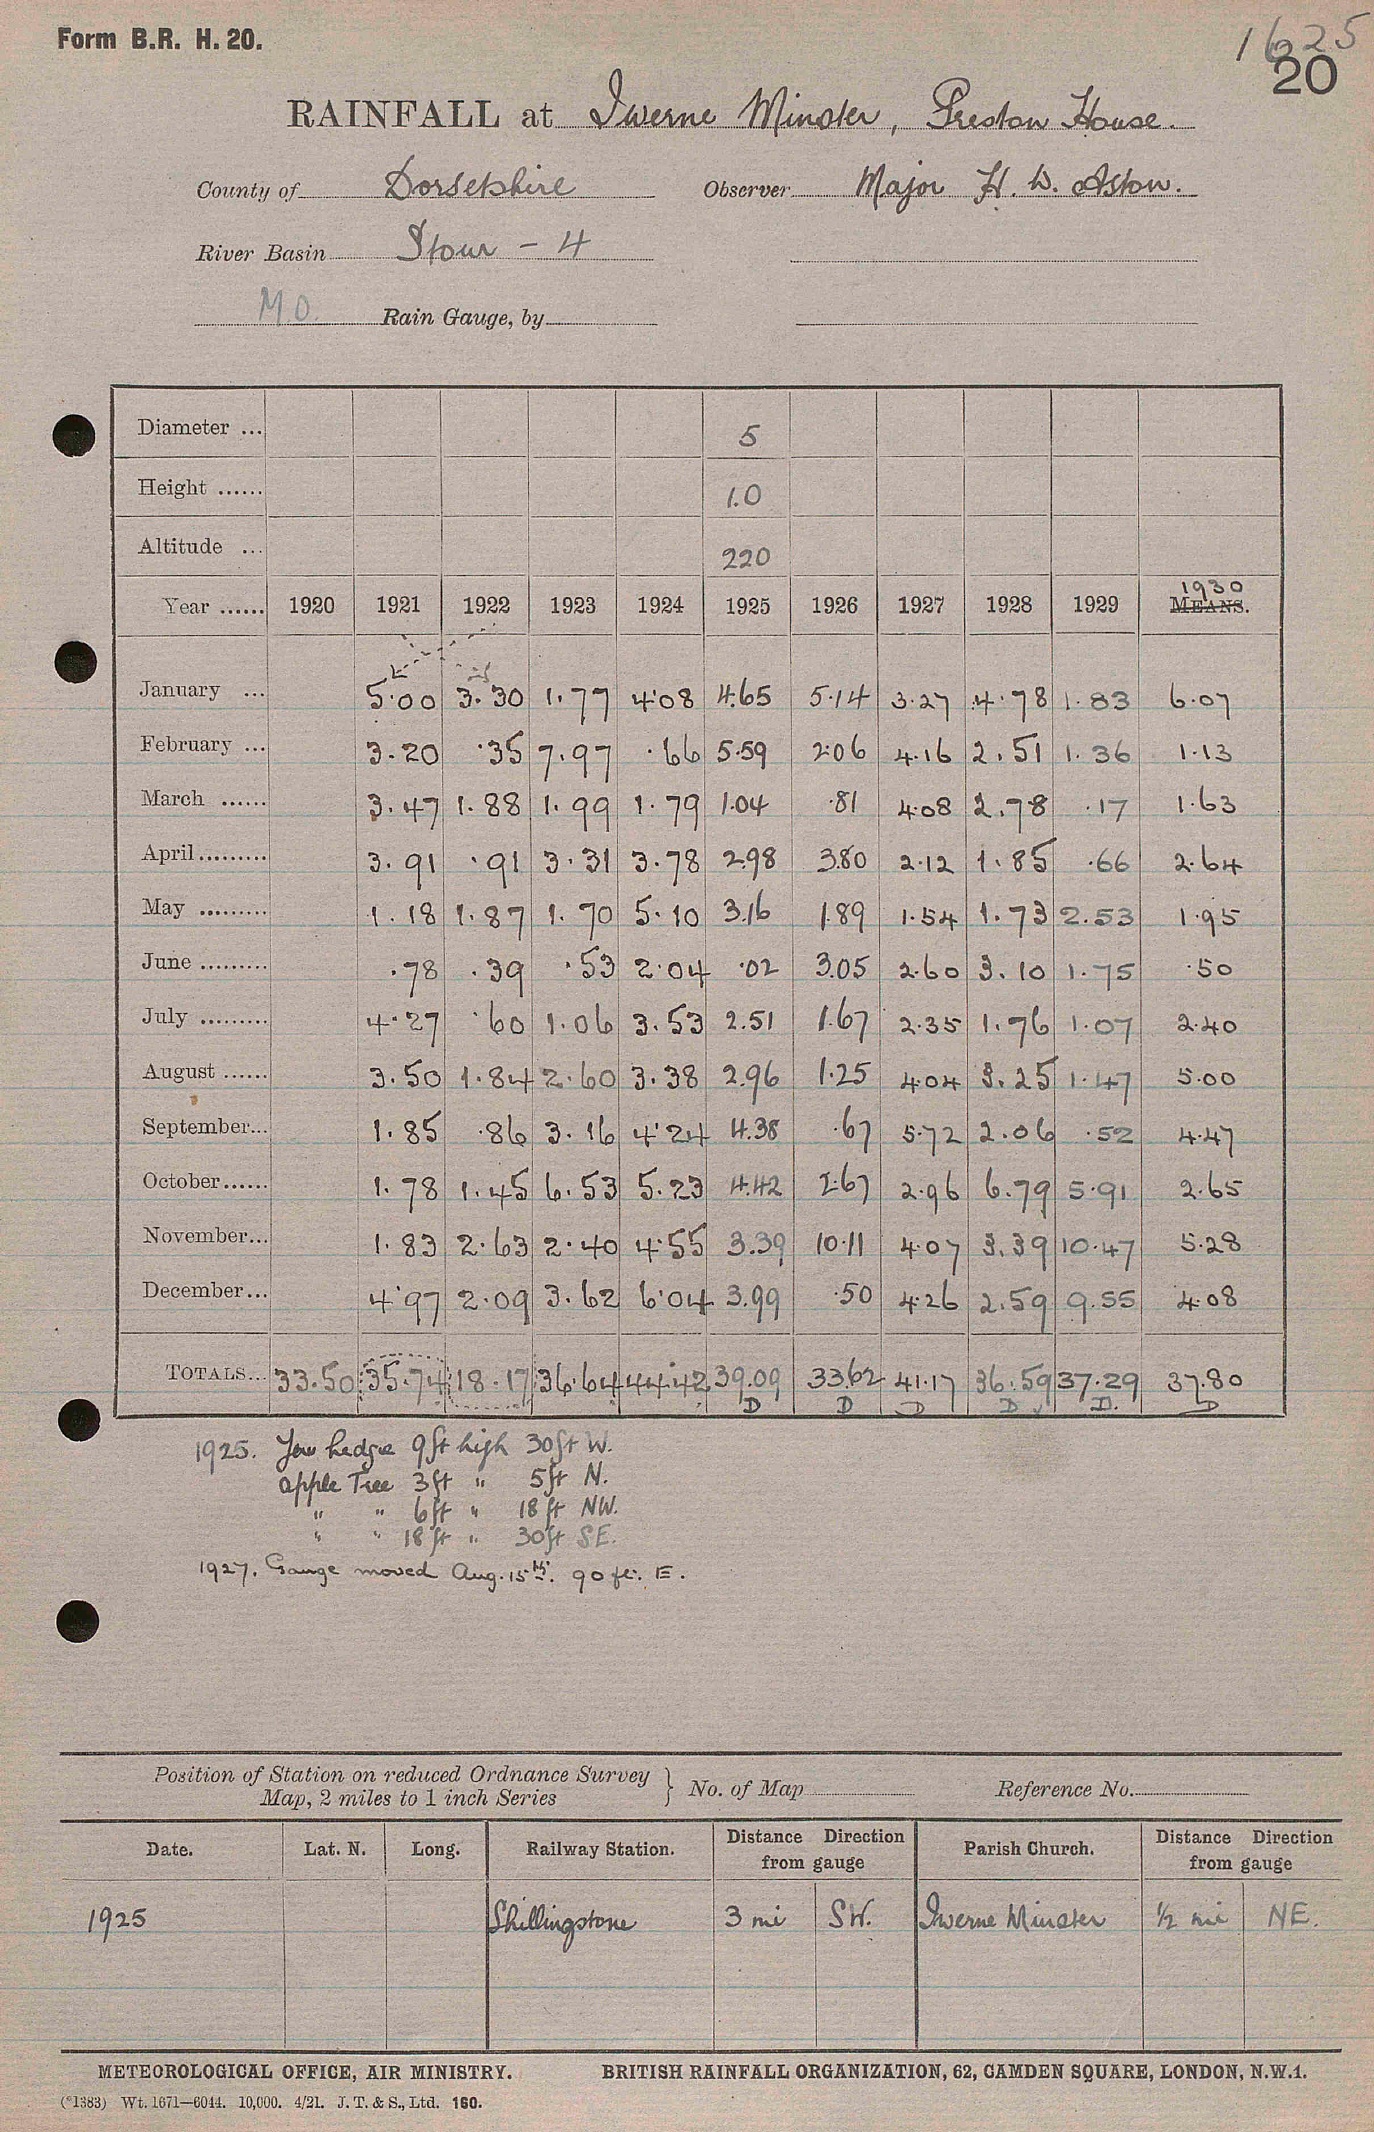 Form B.R. H. 20.
1625
20
RAINFALL at Iwerne Minster, Preston House.
County of Dorsetshire Observer Major H. D. Aston.
River Basin Stour - 4
M.O. Rain Gauge, by
Diameter ... 5
Height ...... 1.0
Altitude ... 220
1930
Year ...... 1920 1921 1922 1923 1924 1925 1926 1927 1928 1929 MEANS.
January ... 5.00 3.30 1.77 4.08 4.65 5.14 3.27 4.78 1.83 6.07
February ... 3.20 .35 7.97 .66 5.59 2.06 4.16 2.51 1.36 1.13
March ...... 3.47 1.88 1.99 1.79 1.04 .81 4.08 2.78 .17 1.63
April ......... 3.91 .91 3.31 3.78 2.98 3.80 2.12 1.85 .66 2.64
May ......... 1.18 1.87 1.70 5.10 3.16 1.89 1.54 1.73 2.53 1.95
June ......... .78 .39 .53 2.04 .02 3.05 2.60 3.10 1.75 .50
July ......... 4.27 .60 1.06 3.53 2.51 1.67 2.35 1.76 1.07 2.40
August ...... 3.50 1.84 2.60 3.38 2.96 1.25 4.04 3.25 1.47 5.00
September... 1.85 .86 3.16 4.24 4.38 .67 5.72 2.06 .52 4.47
October...... 1.78 1.45 6.53 5.23 4.42 2.67 2.96 6.79 5.91 2.65
November... 1.83 2.63 2.40 4.55 3.39 10.11 4.07 3.39 10.47 5.28
December... 4.97 2.09 3.62 6.04 3.99 .50 4.26 2.59 9.55 4.08
TOTALS... 33.50 35.74 18.17 36.64 44.42 39.09 33.62 41.17 36.59 37.29 37.80
D D D D D. D
1925. Yew hedge 9ft high 30ft W.
apple Tree 3ft " 5ft N.
" " 6ft " 18ft NW.
" " 18ft " 30ft SE.
1927. Gauge moved Aug. 15th. 90 ft. E.
Position of Station on reduced Ordnance Survey
Map, 2 miles to 1 inch Series } No. of Map Reference No.
Date. Lat. N. Long. Railway Station. Distance Direction from gauge Parish Church. Distance Direction from gauge
1925 Shillingstone 3 mi SW. Iwerne Minster ½ mi NE.
METEOROLOGICAL OFFICE, AIR MINISTRY. BRITISH RAINFALL ORGANIZATION, 62, CAMDEN SQUARE, LONDON, N.W.1.
(*1383) Wt. 1671—6044. 10,000. 4/21. J. T. & S., Ltd. 160.